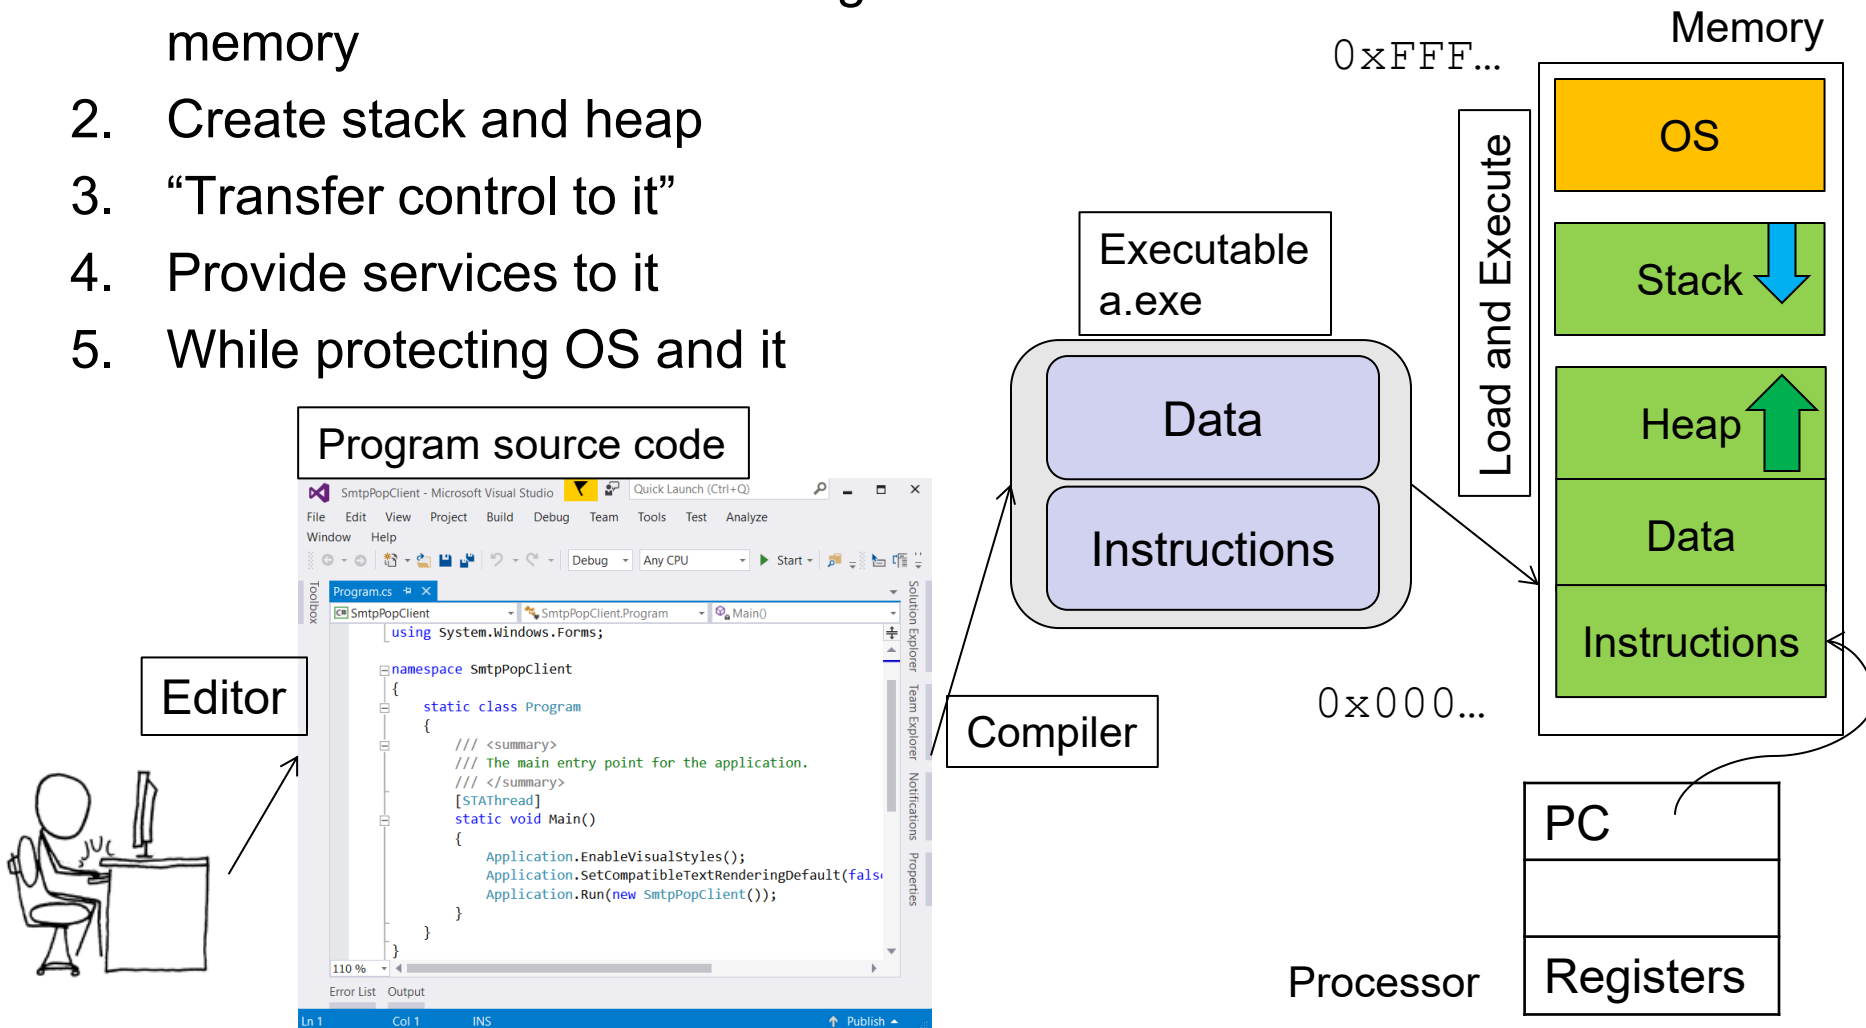 memory
2. Create stack and heap
3. “Transfer control to it”
4. Provide services to it
5. While protecting OS and it
Program source code
SmtpPopClient - Microsoft Visual Studio
Quick Launch (Ctrl+Q)
File Edit View Project Build Debug Team Tools Test Analyze
Window Help
Debug Any CPU Start
Toolbox
Program.cs
SmtpPopClient SmtpPopClient.Program Main()
using System.Windows.Forms;
namespace SmtpPopClient
{
static class Program
{
/// <summary>
/// The main entry point for the application.
/// </summary>
[STAThread]
static void Main()
{
Application.EnableVisualStyles();
Application.SetCompatibleTextRenderingDefault(fals
Application.Run(new SmtpPopClient());
}
}
}
110 %
Error List Output
Ln 1 Col 1 INS Publish
Solution Explorer
Team Explorer
Notifications
Properties
Editor
Compiler
Executable
a.exe
Data
Instructions
Load and Execute
Memory
0xFFF…
OS
Stack
Heap
Data
Instructions
0x000…
PC
Registers
Processor